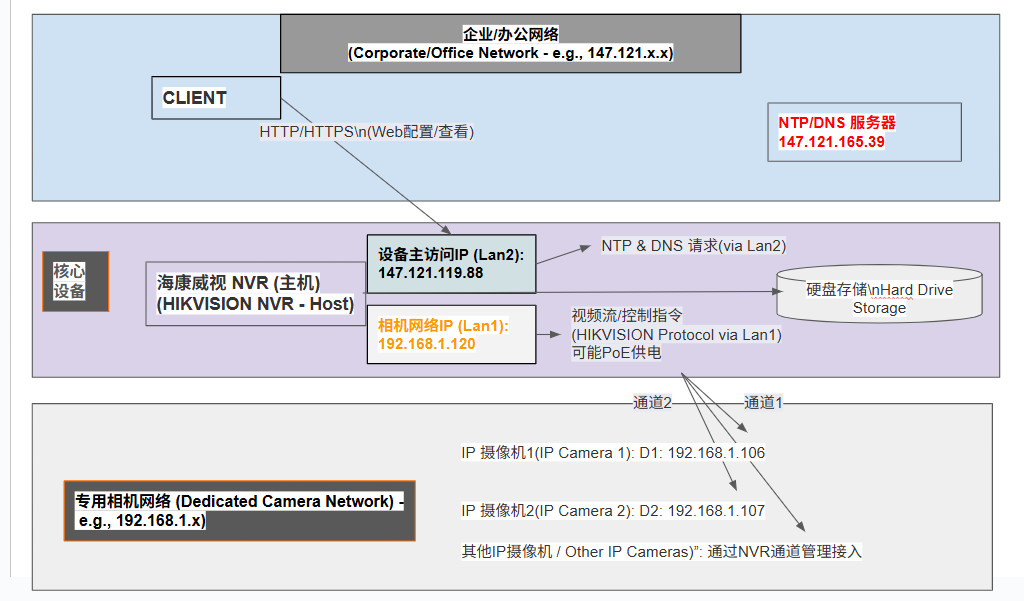 企业/办公网络
(Corporate/Office Network - e.g., 147.121.x.x)
CLIENT
HTTP/HTTPS\n(Web配置/查看)
NTP/DNS 服务器
147.121.165.39
核心
设备
海康威视 NVR (主机)
(HIKVISION NVR - Host)
设备主访问IP (Lan2):
147.121.119.88
NTP & DNS 请求(via Lan2)
硬盘存储\nHard Drive
Storage
相机网络IP (Lan1):
192.168.1.120
视频流/控制指令
(HIKVISION Protocol via Lan1)
可能PoE供电
通道2
通道1
IP 摄像机1(IP Camera 1): D1: 192.168.1.106
专用相机网络 (Dedicated Camera Network) -
e.g., 192.168.1.x)
IP 摄像机2(IP Camera 2): D2: 192.168.1.107
其他IP摄像机 / Other IP Cameras)”: 通过NVR通道管理接入